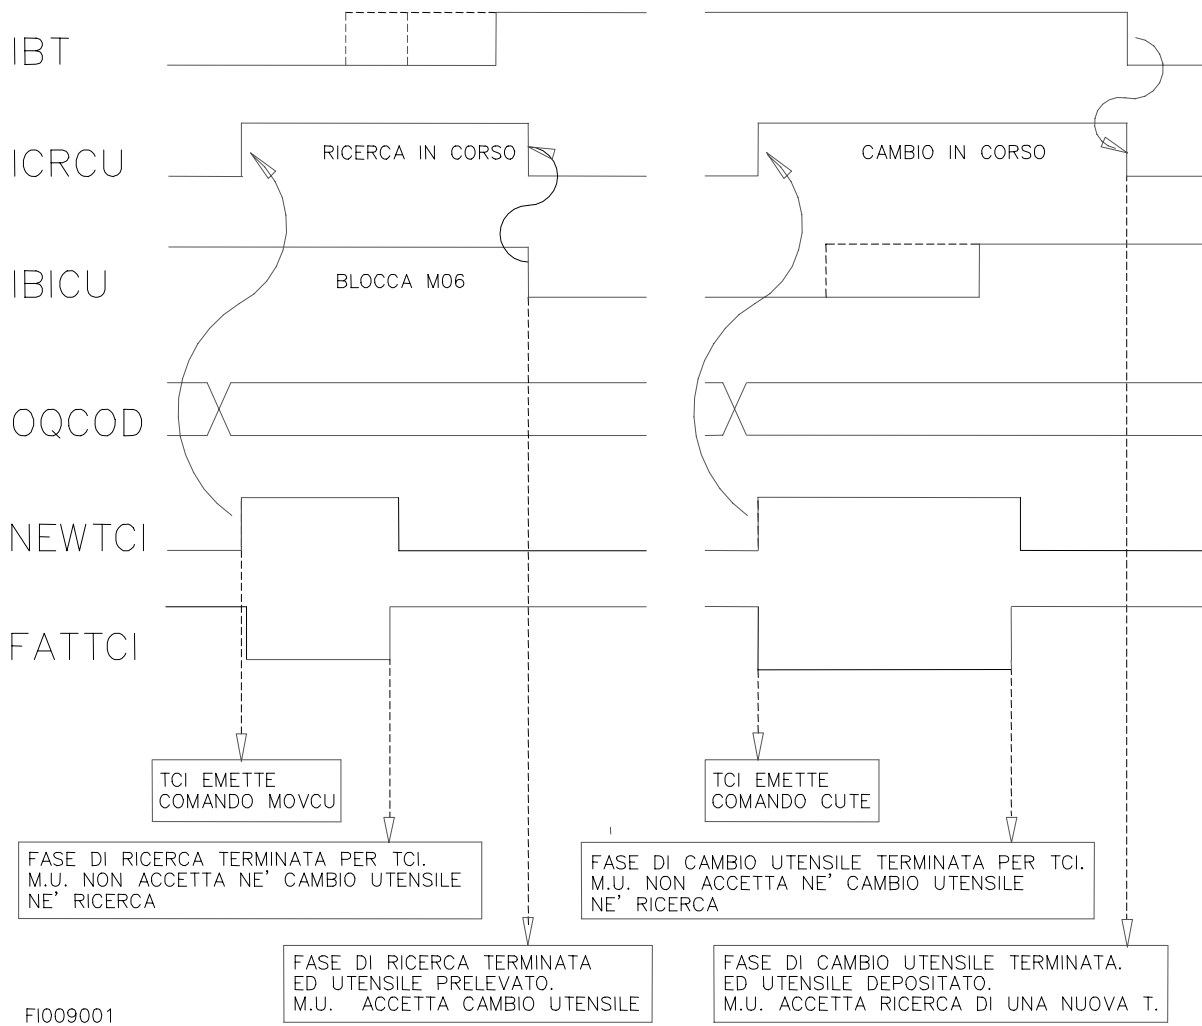 IBT
ICRCU
RICERCA IN CORSO
CAMBIO IN CORSO
IBICU
BLOCCA M06
OQCOD
NEWTCI
FATTCI
TCI EMETTE
COMANDO MOVCU
TCI EMETTE
COMANDO CUTE
FASE DI RICERCA TERMINATA PER TCI.
M.U. NON ACCETTA NE' CAMBIO UTENSILE
NE' RICERCA
FASE DI CAMBIO UTENSILE TERMINATA PER TCI.
M.U. NON ACCETTA NE' CAMBIO UTENSILE
NE' RICERCA
FASE DI RICERCA TERMINATA
ED UTENSILE PRELEVATO.
M.U. ACCETTA CAMBIO UTENSILE
FASE DI CAMBIO UTENSILE TERMINATA.
ED UTENSILE DEPOSITATO.
M.U. ACCETTA RICERCA DI UNA NUOVA T.
FI009001